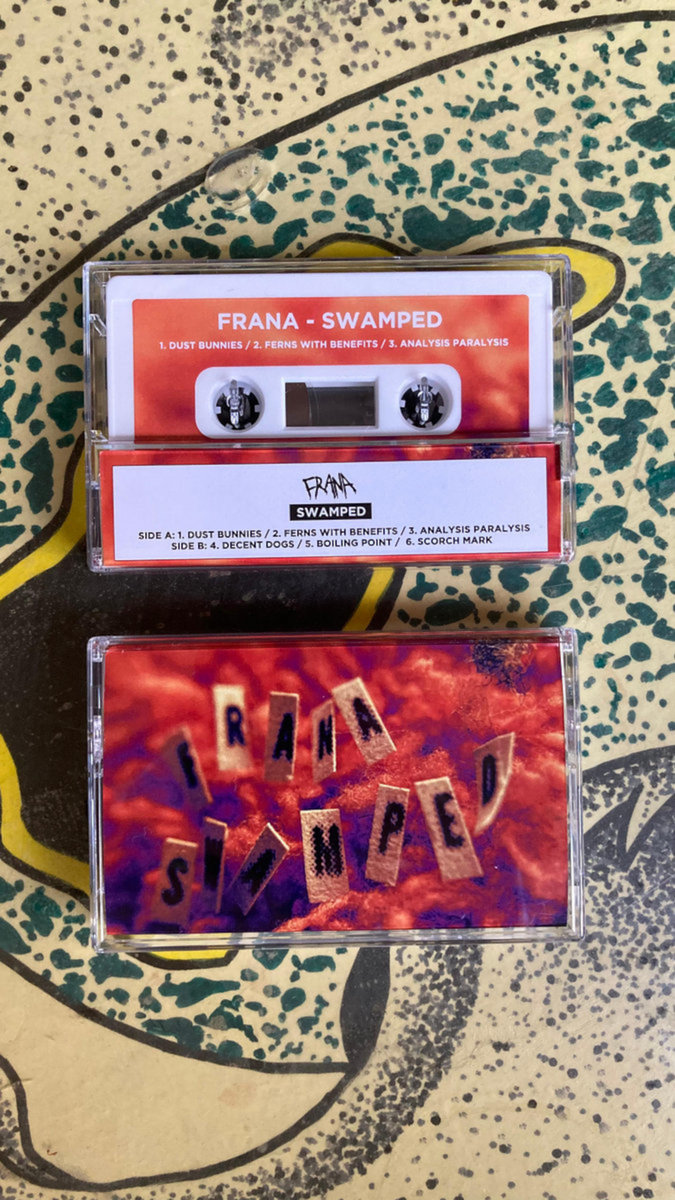 FRANA - SWAMPED
1. DUST BUNNIES / 2. FERNS WITH BENEFITS / 3. ANALYSIS PARALYSIS
FRANA
SWAMPED
SIDE A: 1. DUST BUNNIES / 2. FERNS WITH BENEFITS / 3. ANALYSIS PARALYSIS
SIDE B: 4. DECENT DOGS / 5. BOILING POINT / 6. SCORCH MARK
FRANA
SWAMPED